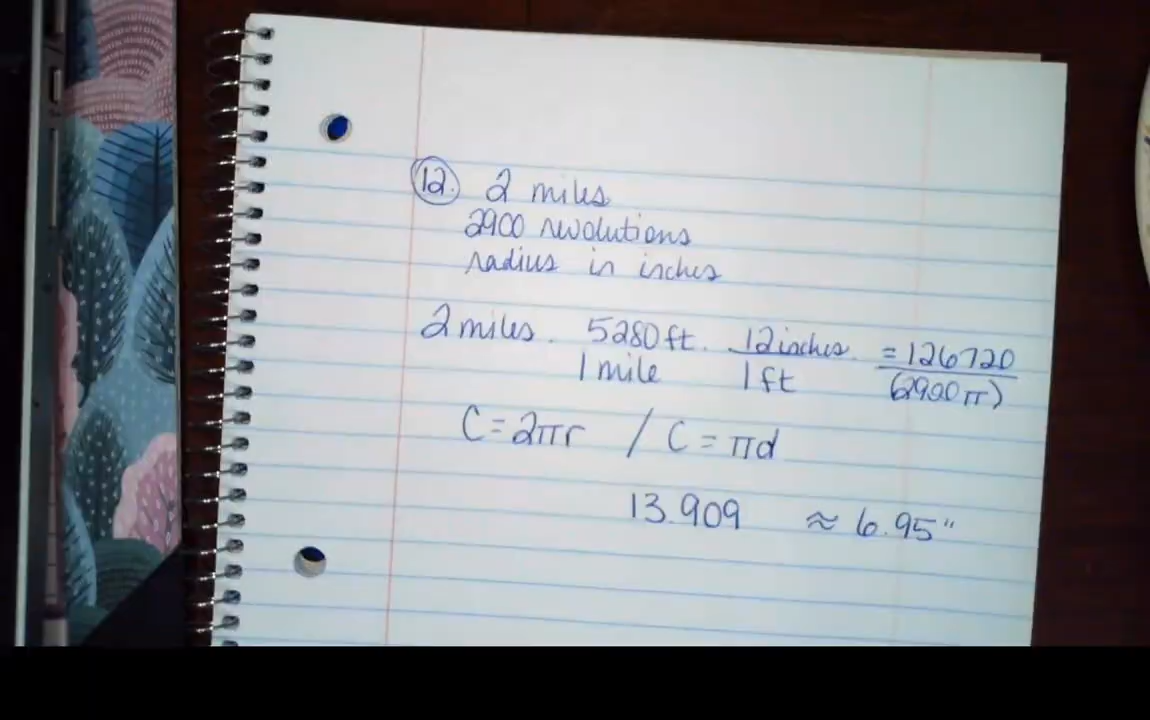 12. 2 miles
2900 revolutions
radius in inches
2 miles . 5280 ft . 12 inches = 126720
1 mile 1 ft (2900π)
C = 2πr / C = πd
13.909 ≈ 6.95"